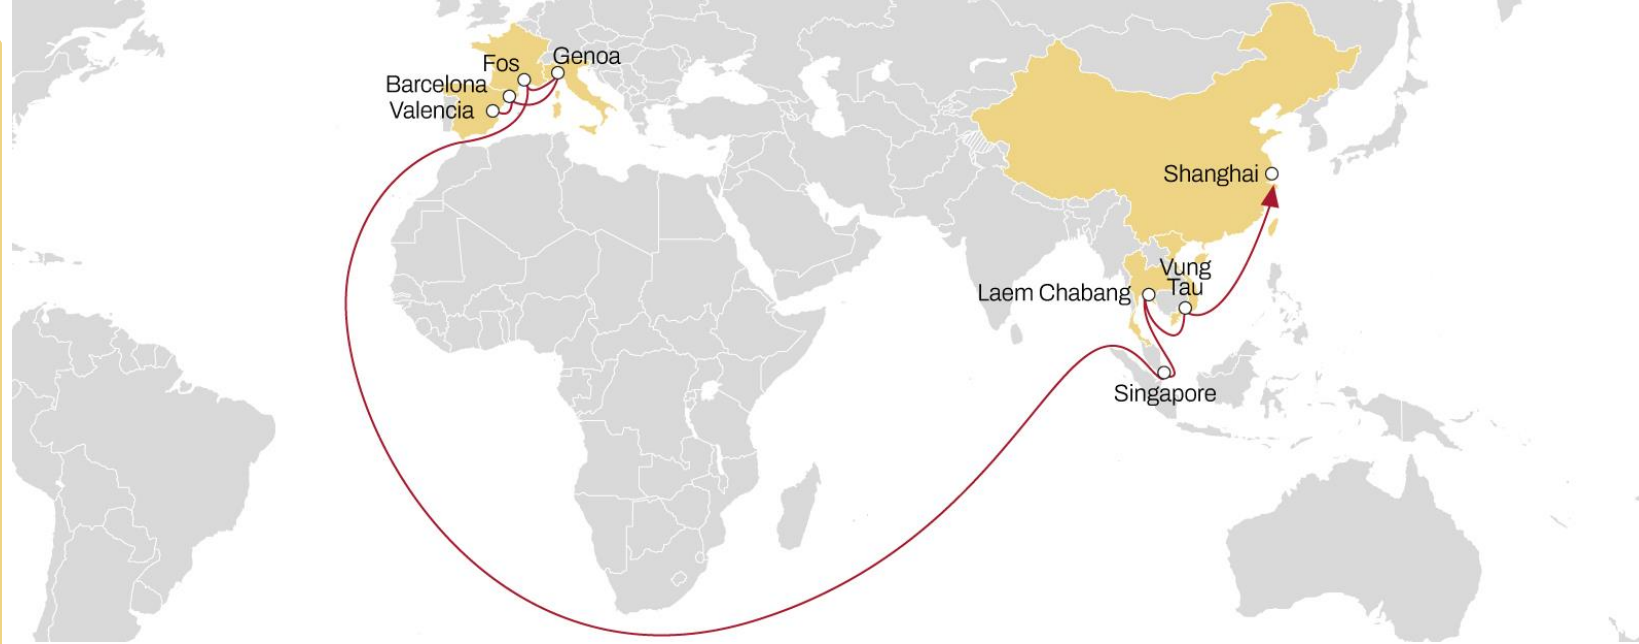 Genoa
Fos
Barcelona
Valencia
Shanghai
Vung
Tau
Laem Chabang
Singapore